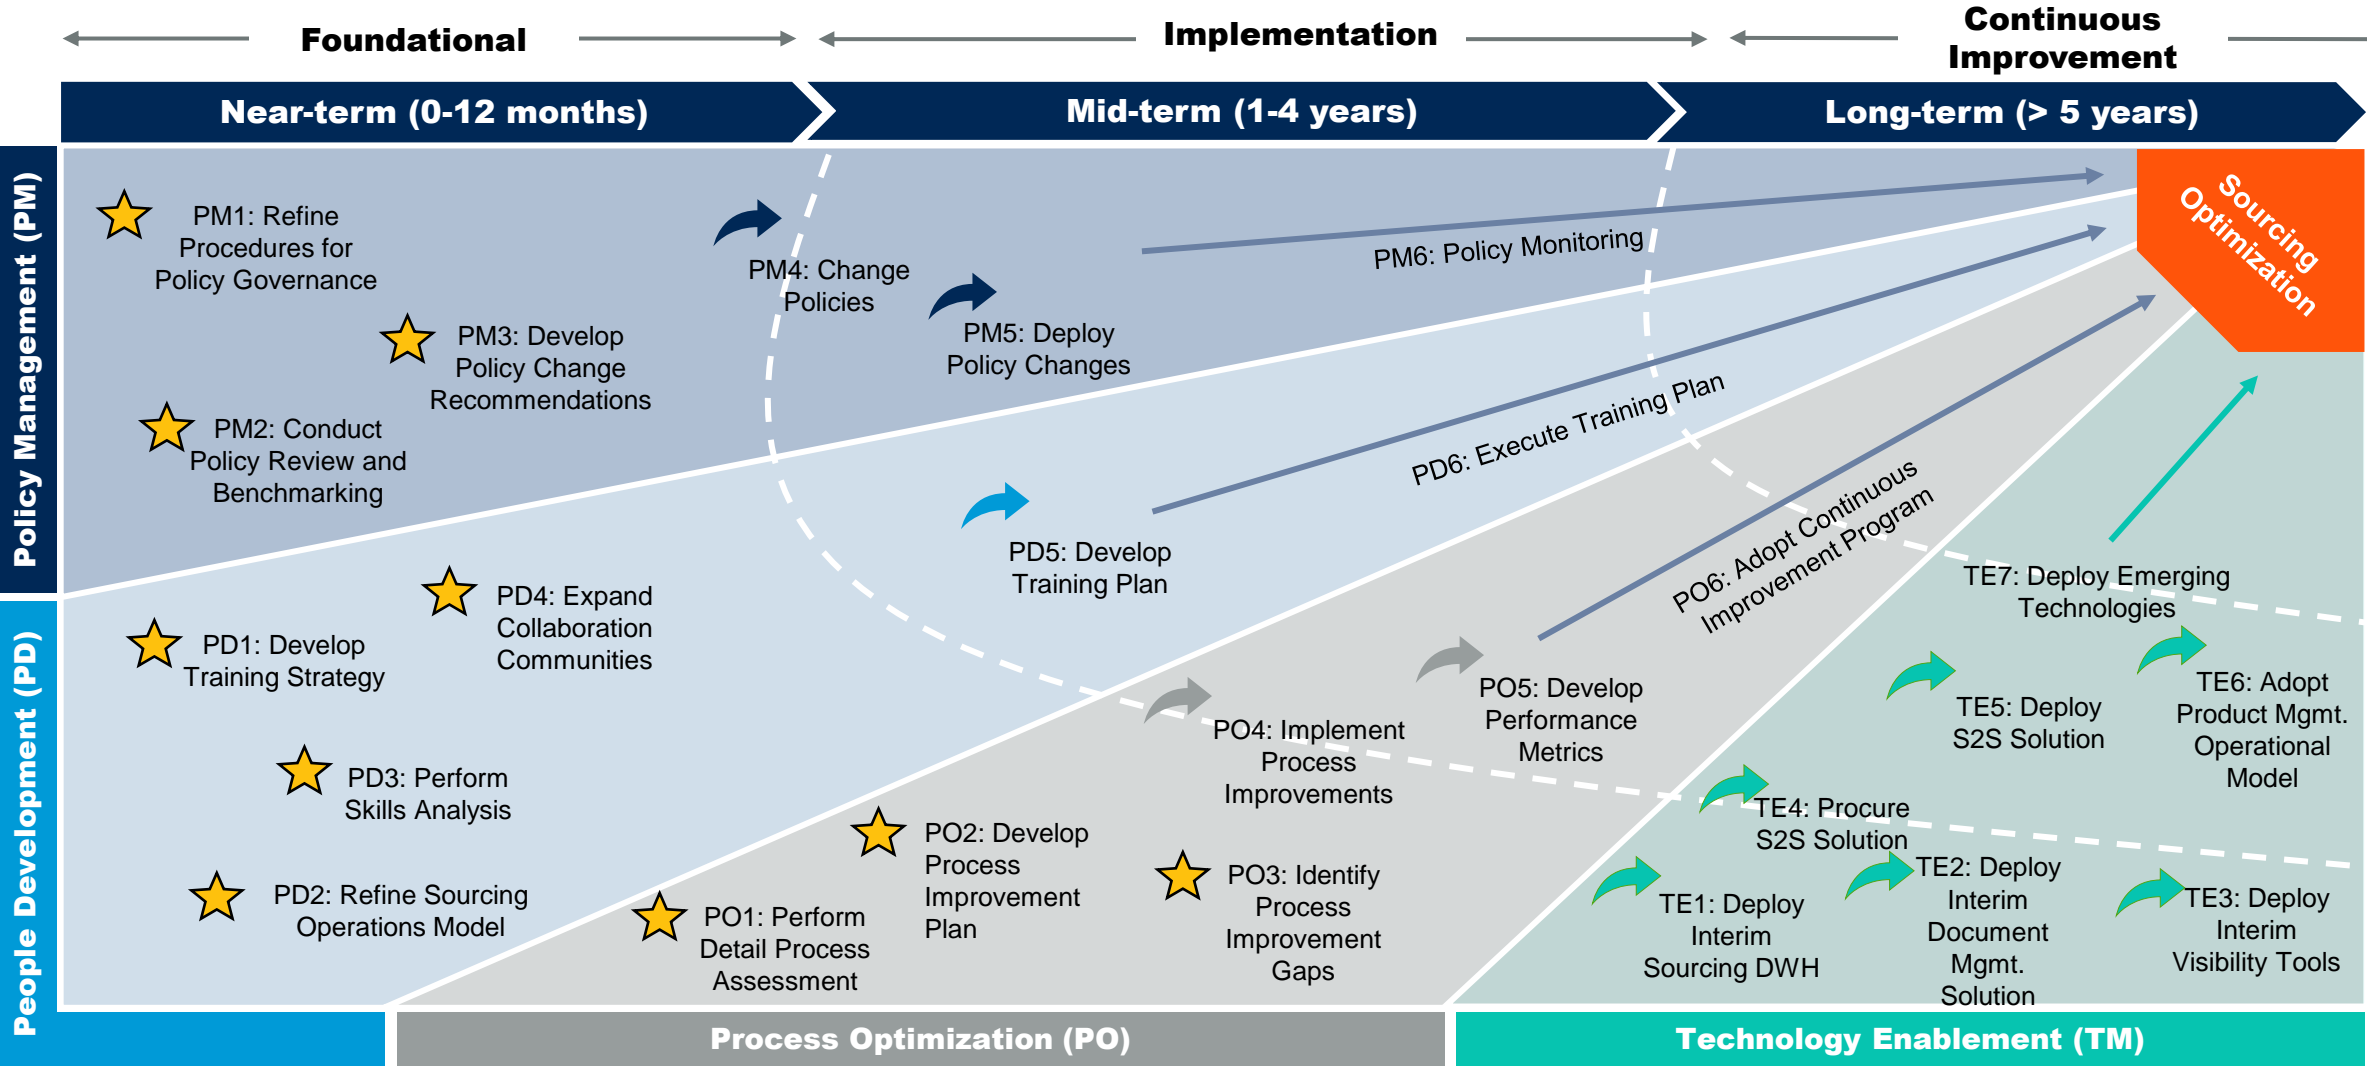 Foundational
Implementation
Continuous
Improvement
Near-term (0-12 months)
Mid-term (1-4 years)
Long-term (> 5 years)
Policy Management (PM)
PM1: Refine
Procedures for
Policy Governance
PM2: Conduct
Policy Review and
Benchmarking
PM3: Develop
Policy Change
Recommendations
PM4: Change
Policies
PM5: Deploy
Policy Changes
PM6: Policy Monitoring
Sourcing
Optimization
People Development (PD)
PD1: Develop
Training Strategy
PD2: Refine Sourcing
Operations Model
PD3: Perform
Skills Analysis
PD4: Expand
Collaboration
Communities
PD5: Develop
Training Plan
PD6: Execute Training Plan
PO1: Perform
Detail Process
Assessment
PO2: Develop
Process
Improvement
Plan
PO3: Identify
Process
Improvement
Gaps
PO4: Implement
Process
Improvements
PO5: Develop
Performance
Metrics
PO6: Adopt Continuous
Improvement Program
TE1: Deploy
Interim
Sourcing DWH
TE2: Deploy
Interim
Document
Mgmt.
Solution
TE3: Deploy
Interim
Visibility Tools
TE4: Procure
S2S Solution
TE5: Deploy
S2S Solution
TE6: Adopt
Product Mgmt.
Operational
Model
TE7: Deploy Emerging
Technologies
Process Optimization (PO)
Technology Enablement (TM)